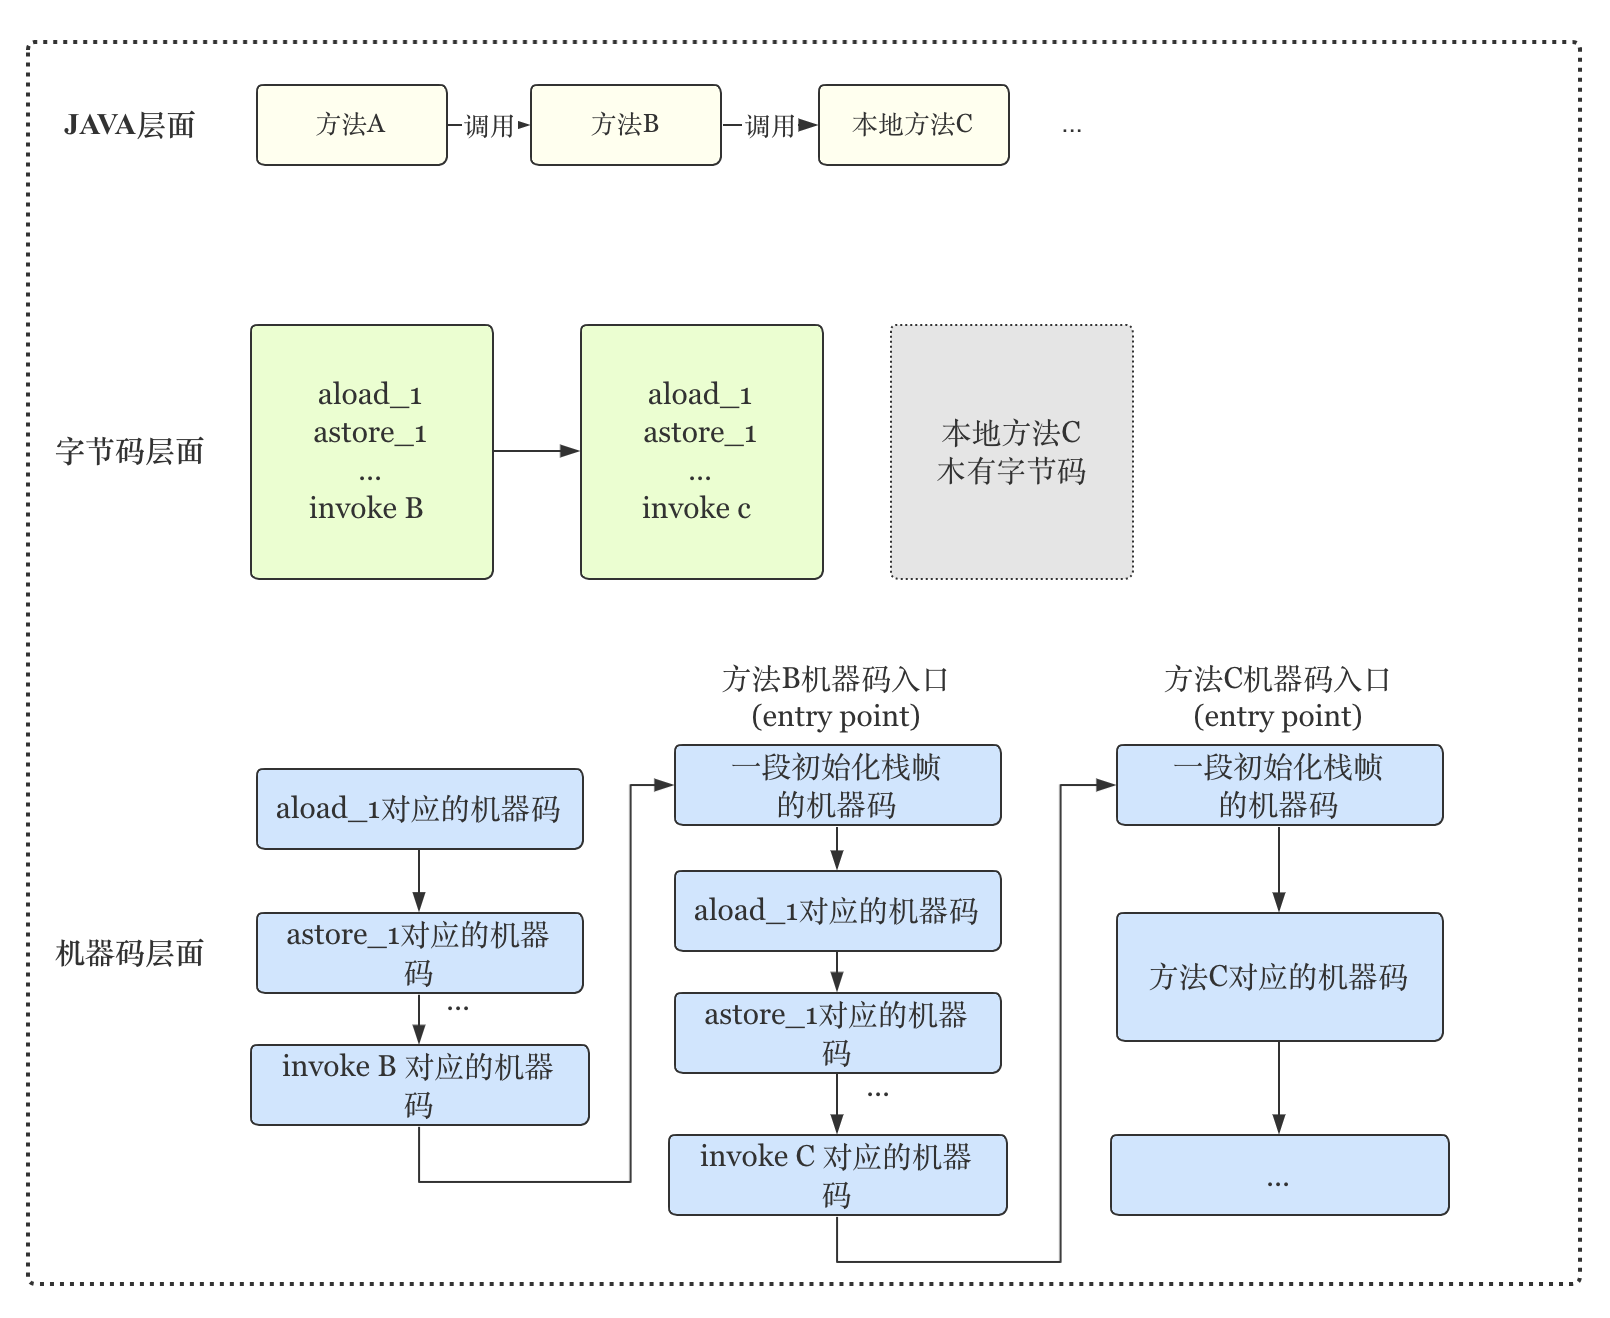 JAVA层面
方法A
调用
方法B
调用
本地方法C
...
字节码层面
aload_1
astore_1
...
invoke B
aload_1
astore_1
...
invoke c
本地方法C
木有字节码
机器码层面
aload_1对应的机器码
astore_1对应的机器
码
...
invoke B 对应的机器
码
方法B机器码入口
(entry point)
一段初始化栈帧
的机器码
aload_1对应的机器码
astore_1对应的机器
码
...
invoke C 对应的机器
码
方法C机器码入口
(entry point)
一段初始化栈帧
的机器码
方法C对应的机器码
...